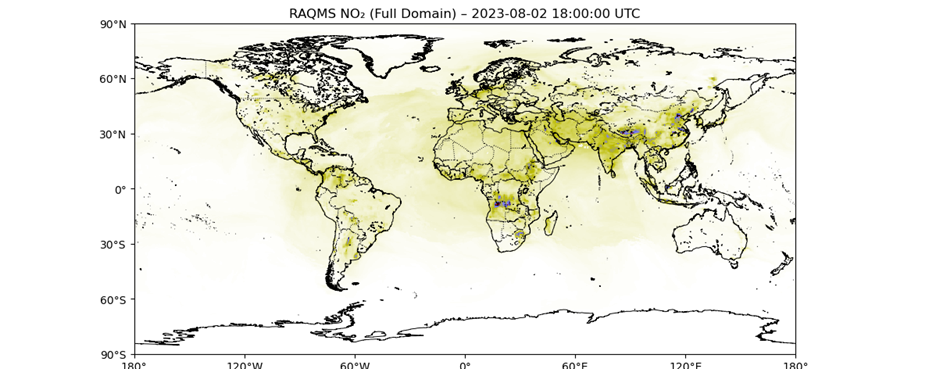 RAQMS NO₂ (Full Domain) – 2023-08-02 18:00:00 UTC
90°N
60°N
30°N
0°
30°S
60°S
90°S
180° 120°W 60°W 0° 60°E 120°E 180°